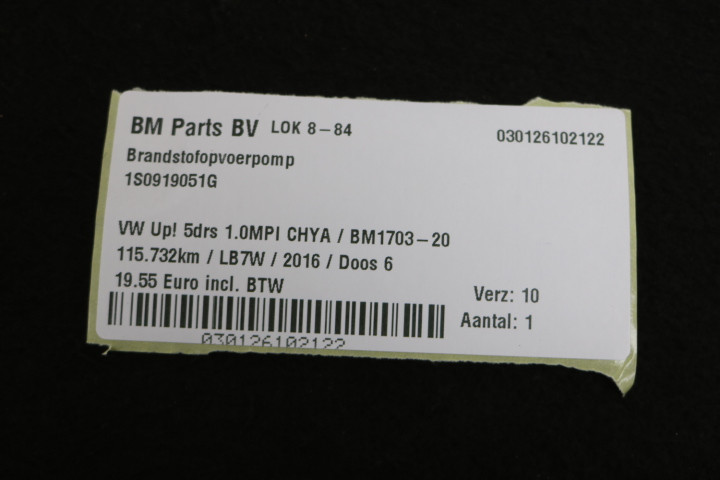 BM Parts BV LOK 8-84 030126102122
Brandstofopvoerpomp
1S0919051G
VW Up! 5drs 1.0MPI CHYA / BM1703-20
115.732km / LB7W / 2016 / Doos 6
19.55 Euro incl. BTW
Verz: 10
Aantal: 1
030126102122